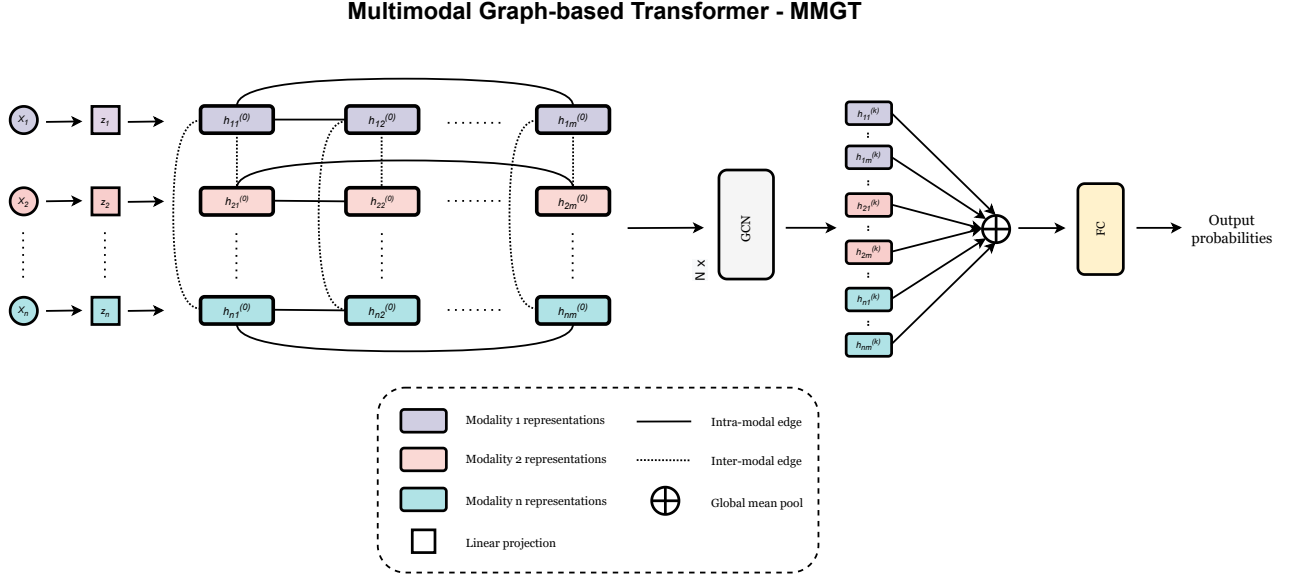 Multimodal Graph-based Transformer - MMGT
X₁ z₁ h₁₁⁽⁰⁾ h₁₂⁽⁰⁾ ........ h₁ₘ⁽⁰⁾
X₂ z₂ h₂₁⁽⁰⁾ h₂₂⁽⁰⁾ h₂ₘ⁽⁰⁾
Xₙ zₙ hₙ₁⁽⁰⁾ hₙ₂⁽⁰⁾ ........ hₙₘ⁽⁰⁾
N x
GCN
h₁₁⁽ᵏ⁾
:
h₁ₘ⁽ᵏ⁾
:
h₂₁⁽ᵏ⁾
:
h₂ₘ⁽ᵏ⁾
:
hₙ₁⁽ᵏ⁾
:
hₙₘ⁽ᵏ⁾
FC
Output
probabilities
Modality 1 representations
Modality 2 representations
Modality n representations
Linear projection
Intra-modal edge
Inter-modal edge
Global mean pool